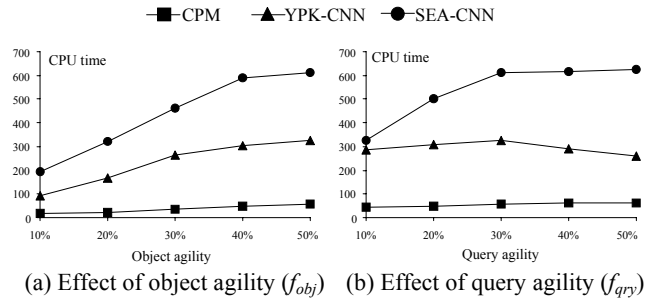 CPM YPK-CNN SEA-CNN
CPU time
700
600
500
400
300
200
100
0
10% 20% 30% 40% 50%
Object agility
(a) Effect of object agility (fobj)
CPU time
700
600
500
400
300
200
100
0
10% 20% 30% 40% 50%
Query agility
(b) Effect of query agility (fqry)